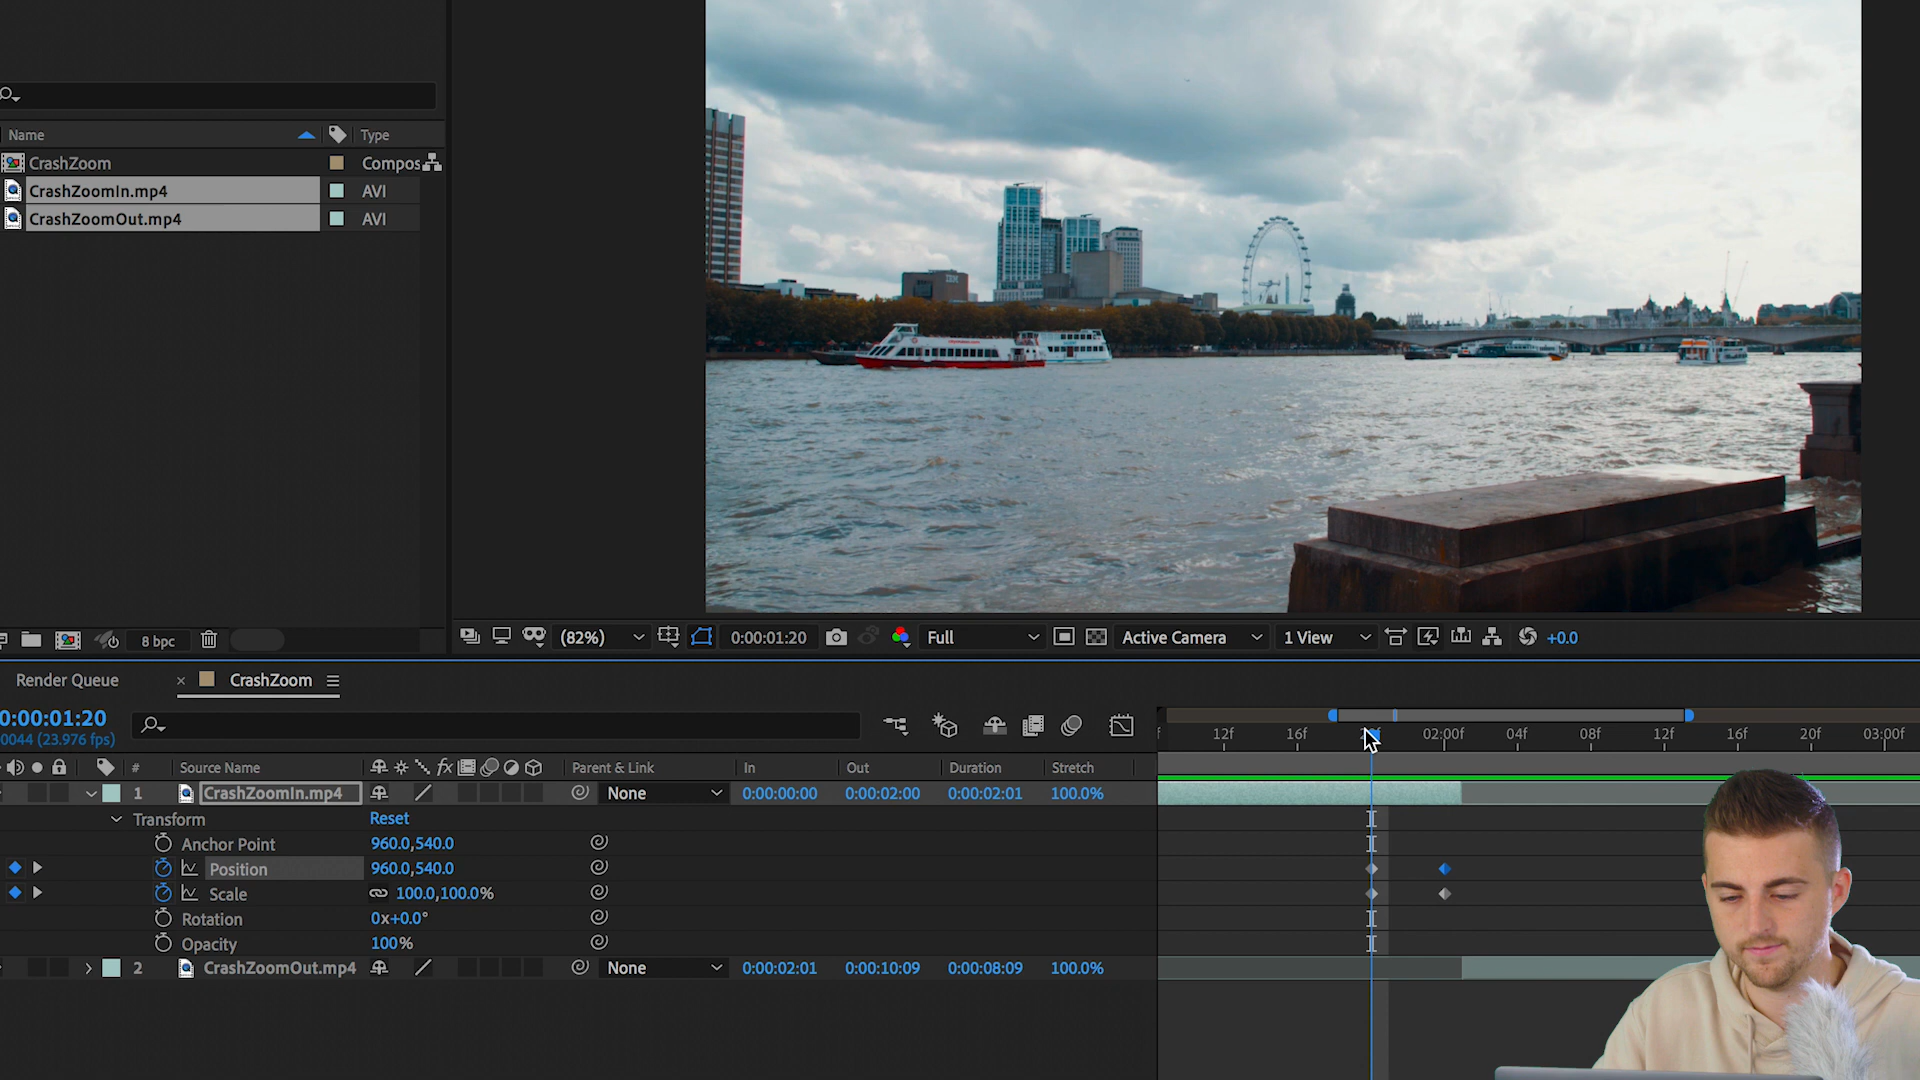 Name Type
CrashZoom Compos
CrashZoomIn.mp4 AVI
CrashZoomOut.mp4 AVI
IBM
8 bpc
(82%) 0:00:01:20 Full Active Camera 1 View +0.0
Render Queue × CrashZoom
0:00:01:20
0044 (23.976 fps)
12f 16f 02:00f 04f 08f 12f 16f 20f 03:00f
# Source Name fx Parent & Link In Out Duration Stretch
1 CrashZoomIn.mp4 None 0:00:00:00 0:00:02:00 0:00:02:01 100.0%
Transform Reset
Anchor Point 960.0,540.0
Position 960.0,540.0
Scale 100.0,100.0%
Rotation 0x+0.0°
Opacity 100%
2 CrashZoomOut.mp4 None 0:00:02:01 0:00:10:09 0:00:08:09 100.0%